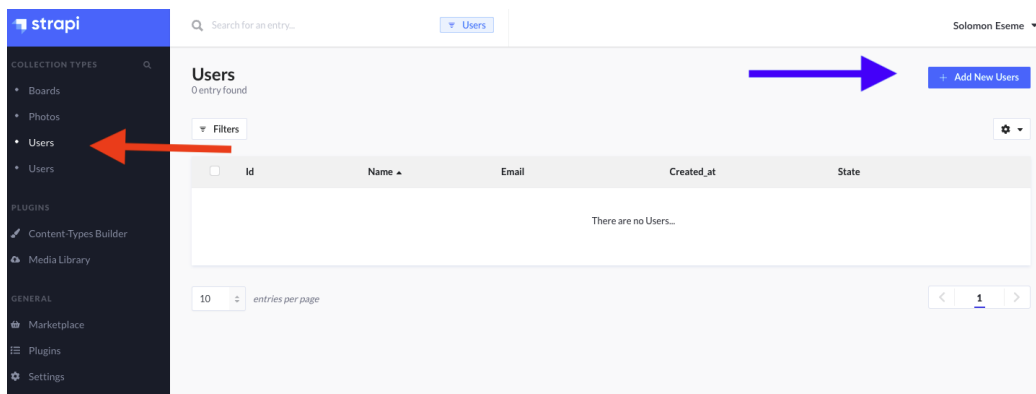 strapi
Search for an entry...
Users
Solomon Eseme
COLLECTION TYPES
Boards
Photos
Users
Users
PLUGINS
Content-Types Builder
Media Library
GENERAL
Marketplace
Plugins
Settings
Users
0 entry found
+ Add New Users
Filters
Id Name Email Created_at State
There are no Users...
10 entries per page
1